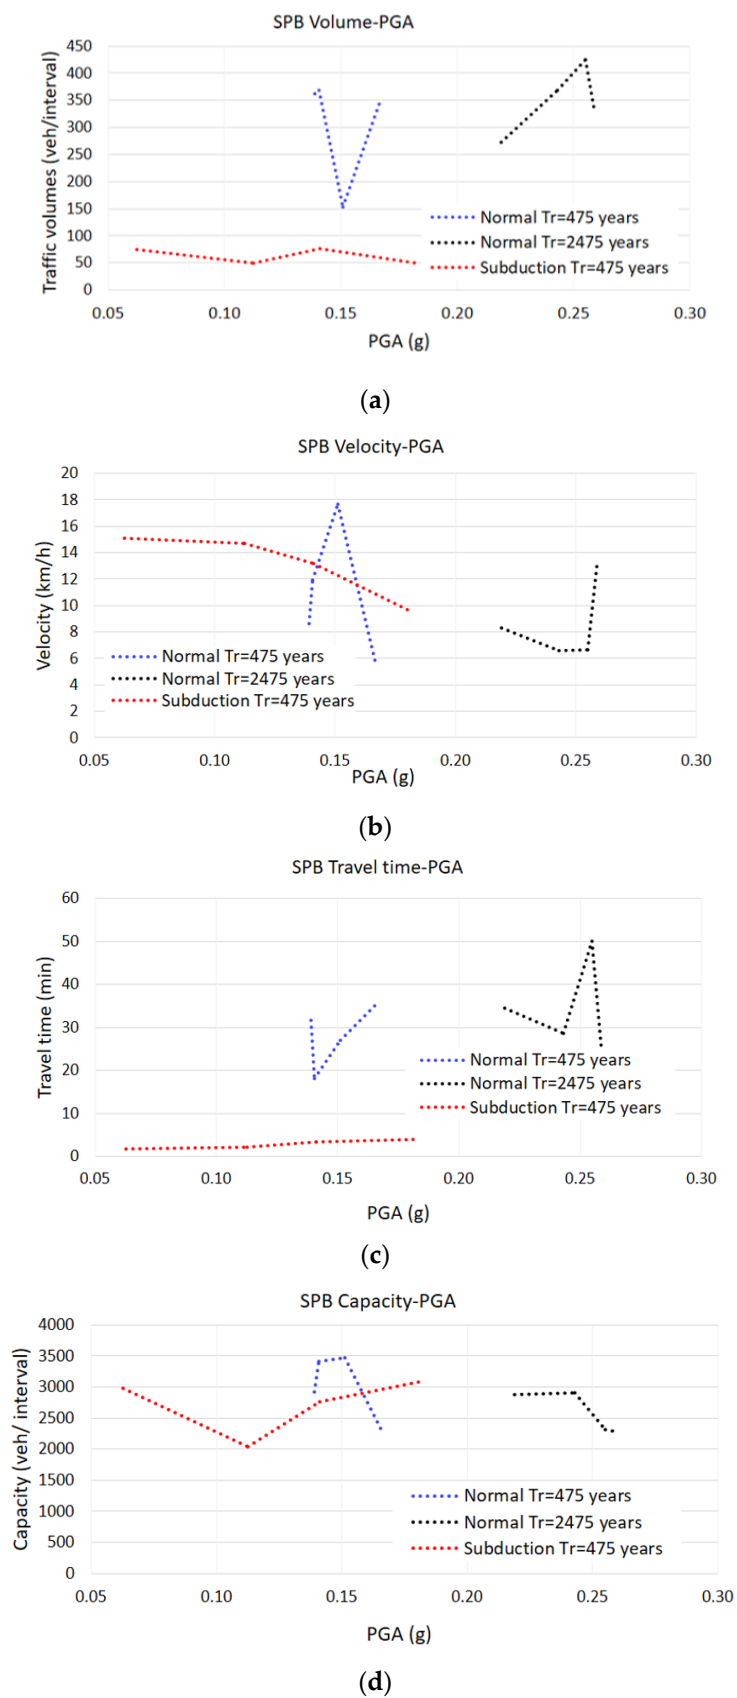 SPB Volume-PGA
Traffic volumes (veh/interval)
450
400
350
300
250
200
150
100
50
0
Normal Tr=475 years
Normal Tr=2475 years
Subduction Tr=475 years
0.05 0.10 0.15 0.20 0.25 0.30
PGA (g)
(a)
SPB Velocity-PGA
Velocity (km/h)
20
18
16
14
12
10
8
6
4
2
0
Normal Tr=475 years
Normal Tr=2475 years
Subduction Tr=475 years
0.05 0.10 0.15 0.20 0.25 0.30
PGA (g)
(b)
SPB Travel time-PGA
Travel time (min)
60
50
40
30
20
10
0
Normal Tr=475 years
Normal Tr=2475 years
Subduction Tr=475 years
0.05 0.10 0.15 0.20 0.25 0.30
PGA (g)
(c)
SPB Capacity-PGA
Capacity (veh/ interval)
4000
3500
3000
2500
2000
1500
1000
500
0
Normal Tr=475 years
Normal Tr=2475 years
Subduction Tr=475 years
0.05 0.10 0.15 0.20 0.25 0.30
PGA (g)
(d)